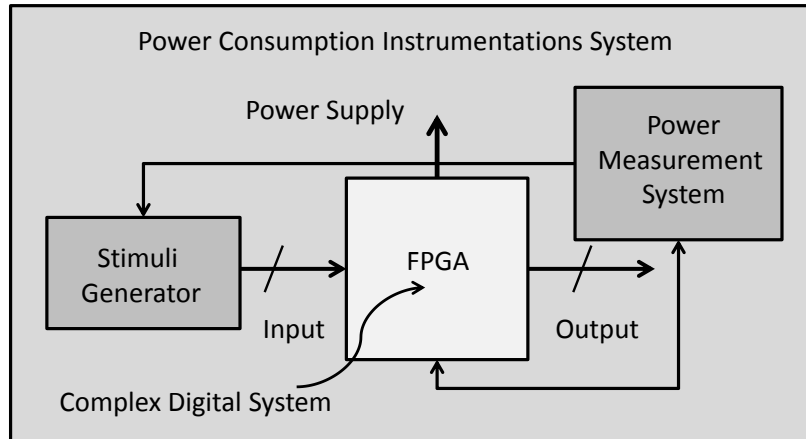 Power Consumption Instrumentations System
Power Supply
Power
Measurement
System
Stimuli
Generator
FPGA
Input
Output
Complex Digital System